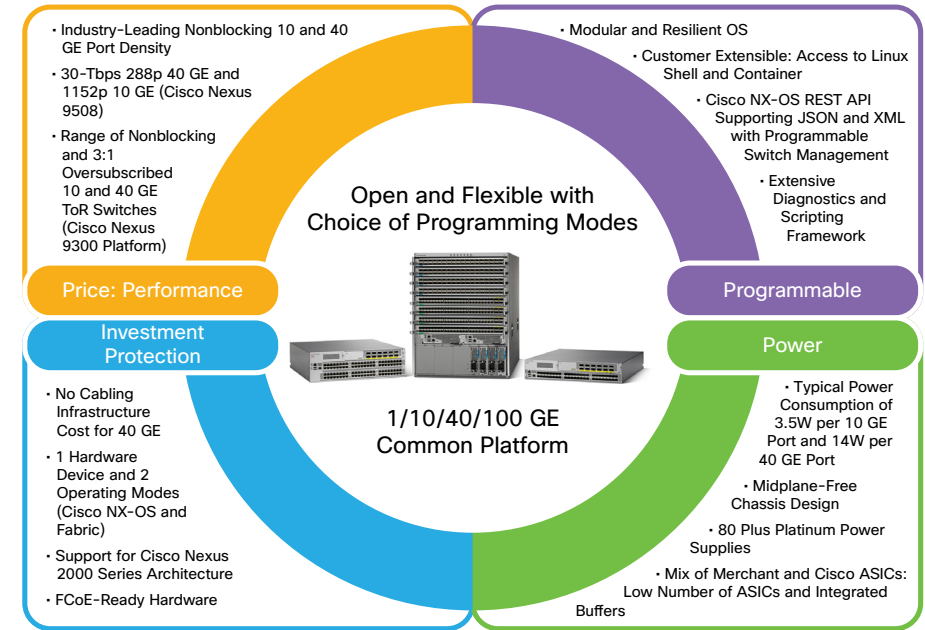 · Industry-Leading Nonblocking 10 and 40
GE Port Density
· 30-Tbps 288p 40 GE and
1152p 10 GE (Cisco Nexus
9508)
· Range of Nonblocking
and 3:1
Oversubscribed
10 and 40 GE
ToR Switches
(Cisco Nexus
9300 Platform)
Price: Performance
· Modular and Resilient OS
· Customer Extensible: Access to Linux
Shell and Container
· Cisco NX-OS REST API
Supporting JSON and XML
with Programmable
Switch Management
· Extensive
Diagnostics and
Scripting
Framework
Programmable
Open and Flexible with
Choice of Programming Modes
1/10/40/100 GE
Common Platform
Investment
Protection
· No Cabling
Infrastructure
Cost for 40 GE
· 1 Hardware
Device and 2
Operating Modes
(Cisco NX-OS and
Fabric)
· Support for Cisco Nexus
2000 Series Architecture
· FCoE-Ready Hardware
Power
· Typical Power
Consumption of
3.5W per 10 GE
Port and 14W per
40 GE Port
· Midplane-Free
Chassis Design
· 80 Plus Platinum Power
Supplies
· Mix of Merchant and Cisco ASICs:
Low Number of ASICs and Integrated
Buffers